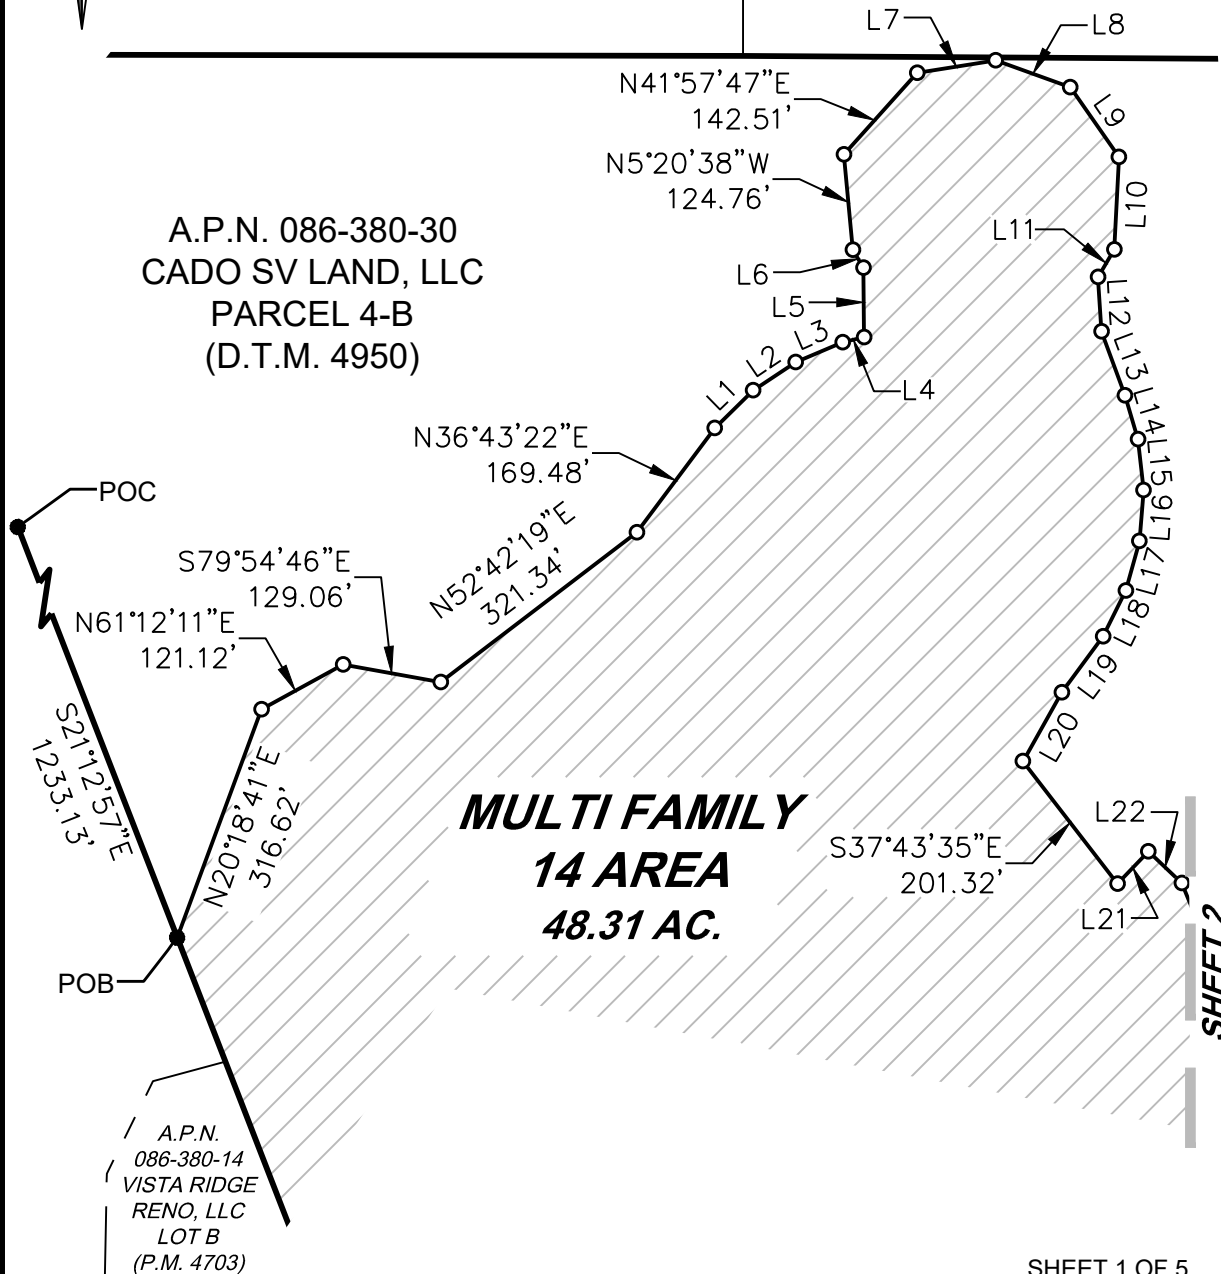 L7
L8
N41°57'47"E
142.51'
L9
N5°20'38"W
124.76'
L10
A.P.N. 086-380-30
CADO SV LAND, LLC
PARCEL 4-B
(D.T.M. 4950)
L11
L6
L5
L12
L3
L13
L2
L4
L1
L14
N36°43'22"E
169.48'
L15
POC
L16
N52°42'19"E
321.34'
S79°54'46"E
129.06'
L17
N61°12'11"E
121.12'
L18
L19
S21°12'57"E
1233.13'
L20
N20°18'41"E
316.62'
MULTI FAMILY
14 AREA
48.31 AC.
L22
S37°43'35"E
201.32'
L21
SHEET 2
POB
A.P.N.
086-380-14
VISTA RIDGE
RENO, LLC
LOT B
(P.M. 4703)
SHEET 1 OF 5